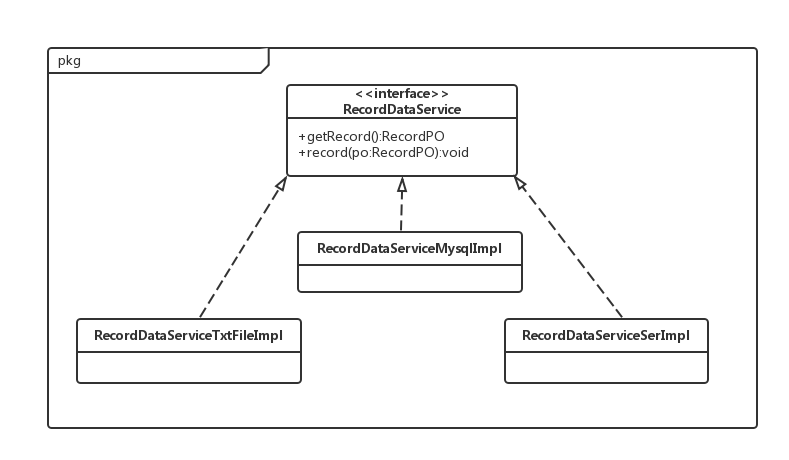 pkg
<<interface>>
RecordDataService
+getRecord():RecordPO
+record(po:RecordPO):void
RecordDataServiceMysqlImpl
RecordDataServiceTxtFileImpl
RecordDataServiceSerImpl